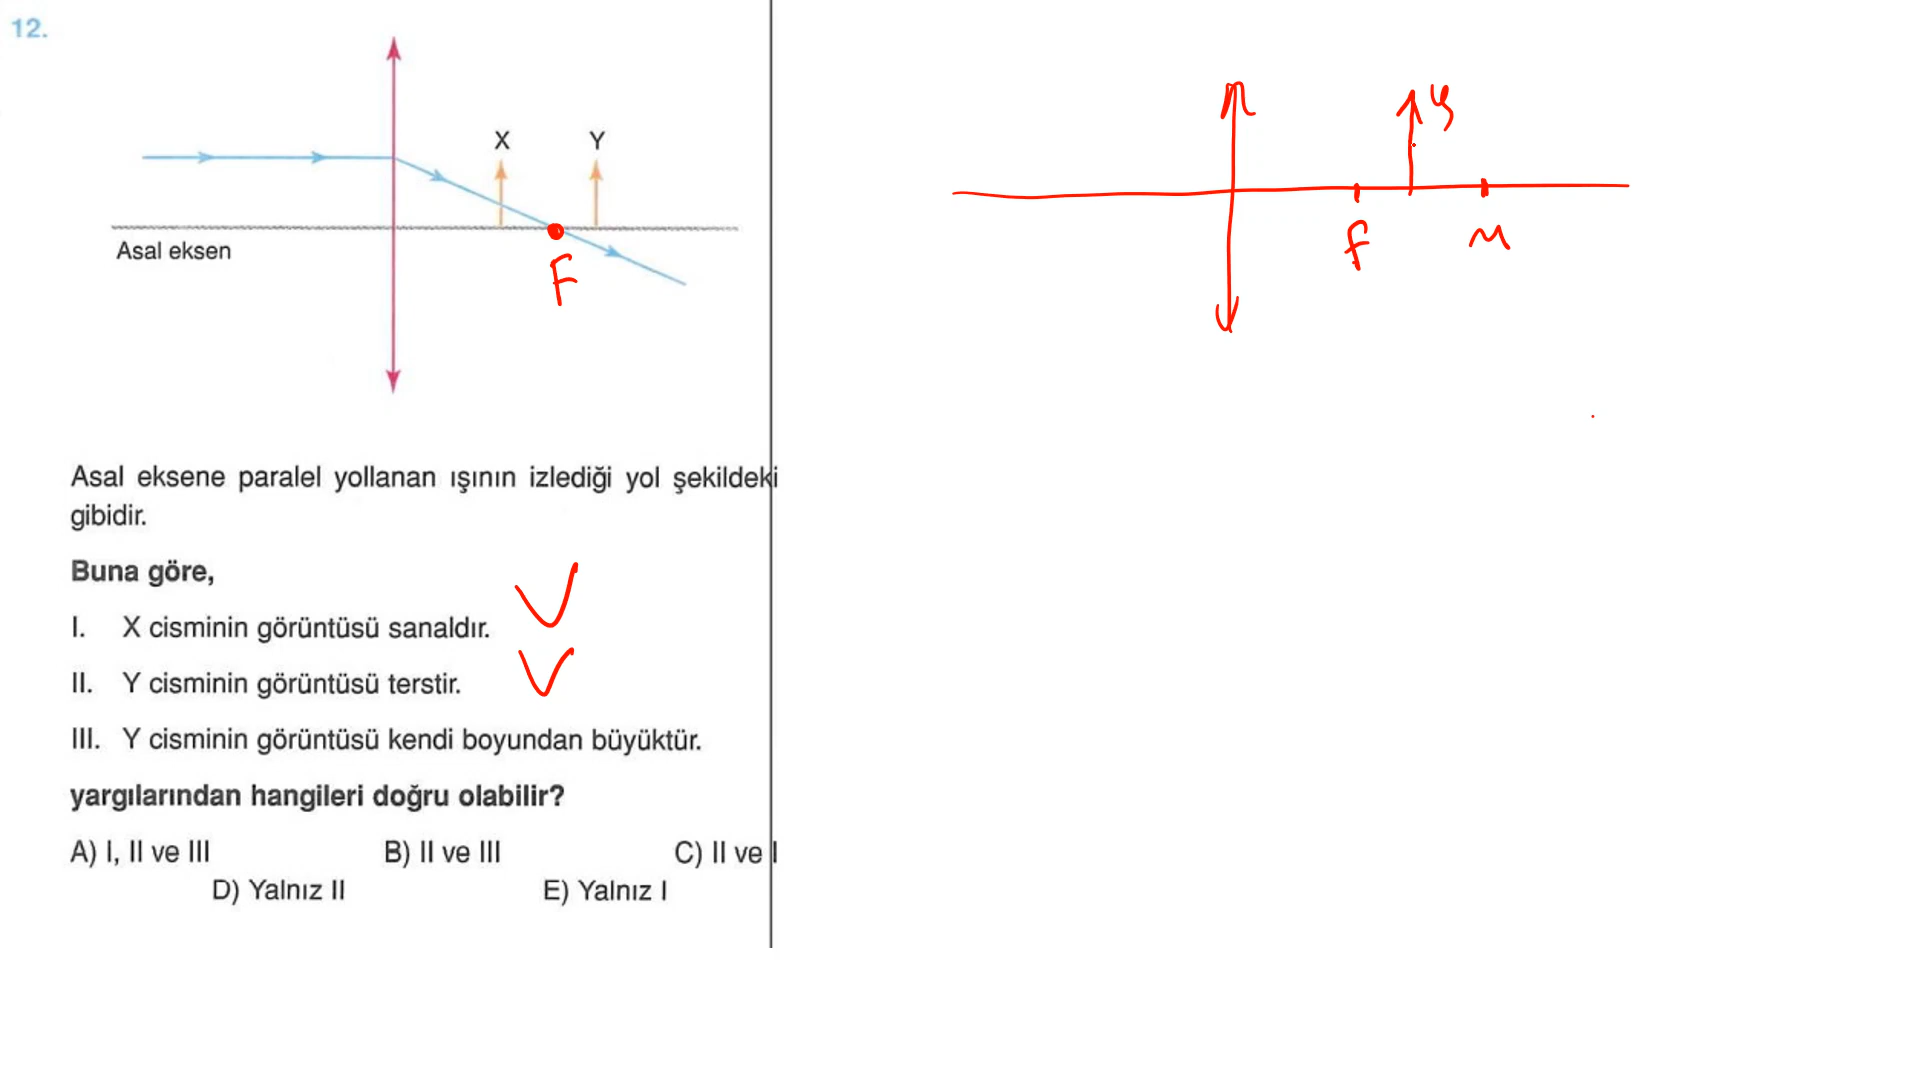 12.
X
Y
Asal eksen
F
Asal eksene paralel yollanan ışının izlediği yol şekildeki
gibidir.
Buna göre,
I. X cisminin görüntüsü sanaldır.
II. Y cisminin görüntüsü terstir.
III. Y cisminin görüntüsü kendi boyundan büyüktür.
yargılarından hangileri doğru olabilir?
A) I, II ve III B) II ve III C) II ve I
D) Yalnız II E) Yalnız I
y
f
M